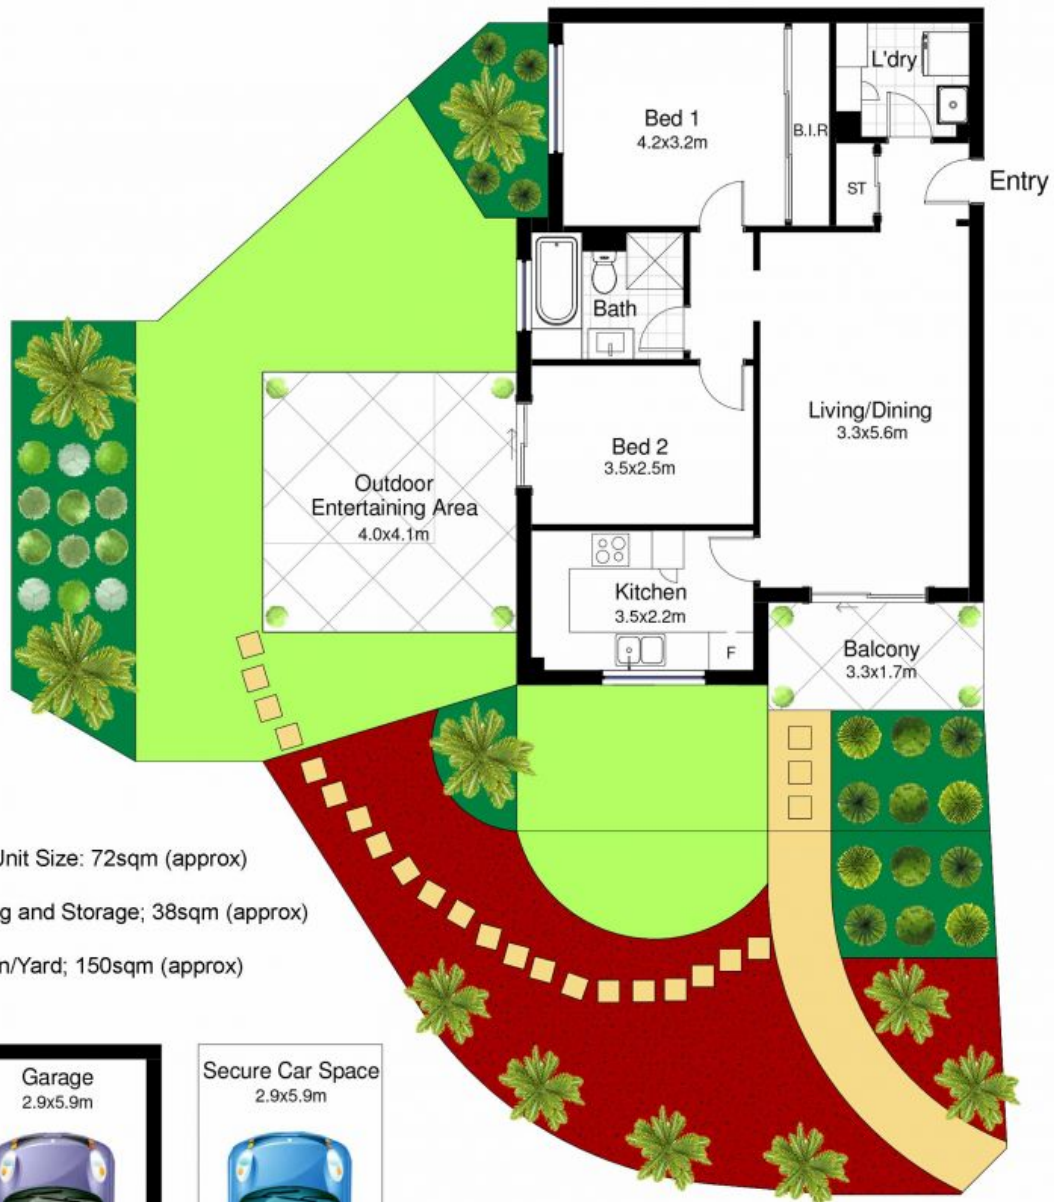 L'dry
Bed 1
4.2x3.2m
B.I.R
ST
Entry
Bath
Living/Dining
3.3x5.6m
Bed 2
3.5x2.5m
Outdoor
Entertaining Area
4.0x4.1m
Kitchen
3.5x2.2m
F
Balcony
3.3x1.7m
Unit Size: 72sqm (approx)
g and Storage; 38sqm (approx)
n/Yard; 150sqm (approx)
Garage
2.9x5.9m
Secure Car Space
2.9x5.9m